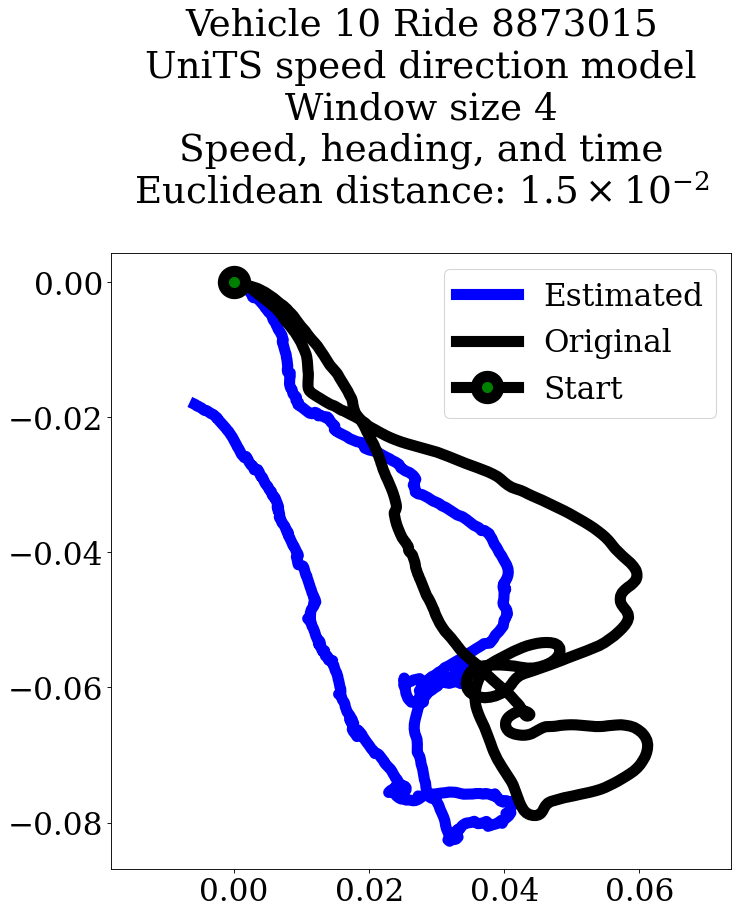 Vehicle 10 Ride 8873015
UniTS speed direction model
Window size 4
Speed, heading, and time
Euclidean distance: 1.5 × 10⁻²
Estimated
Original
Start
0.00
−0.02
−0.04
−0.06
−0.08
0.00 0.02 0.04 0.06